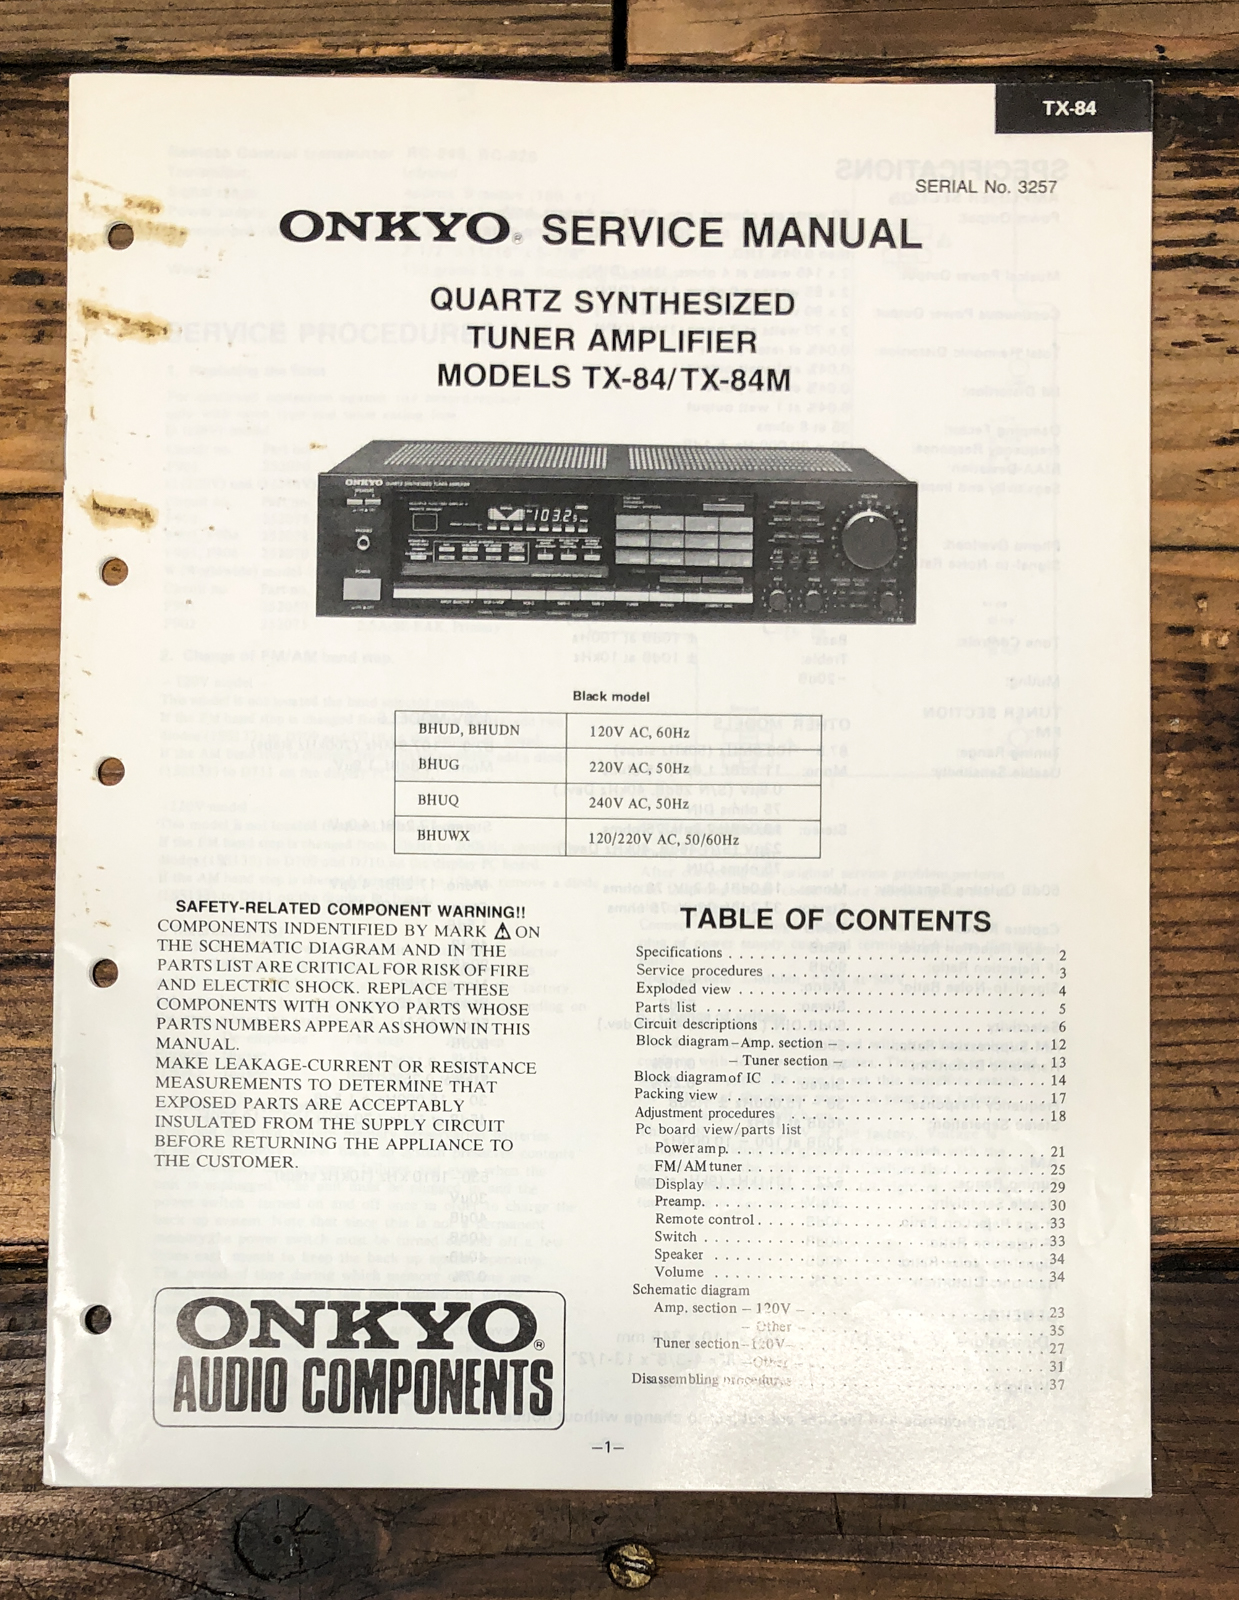 TX-84
SERIAL No. 3257
ONKYO® SERVICE MANUAL
QUARTZ SYNTHESIZED
TUNER AMPLIFIER
MODELS TX-84/TX-84M
ONKYO QUARTZ SYNTHESIZED TUNER AMPLIFIER
POWER
TX-84
Black model
BHUD, BHUDN 120V AC, 60Hz
BHUG 220V AC, 50Hz
BHUQ 240V AC, 50Hz
BHUWX 120/220V AC, 50/60Hz
SAFETY-RELATED COMPONENT WARNING!!
COMPONENTS INDENTIFIED BY MARK ⚠ ON
THE SCHEMATIC DIAGRAM AND IN THE
PARTS LIST ARE CRITICAL FOR RISK OF FIRE
AND ELECTRIC SHOCK. REPLACE THESE
COMPONENTS WITH ONKYO PARTS WHOSE
PARTS NUMBERS APPEAR AS SHOWN IN THIS
MANUAL.
MAKE LEAKAGE-CURRENT OR RESISTANCE
MEASUREMENTS TO DETERMINE THAT
EXPOSED PARTS ARE ACCEPTABLY
INSULATED FROM THE SUPPLY CIRCUIT
BEFORE RETURNING THE APPLIANCE TO
THE CUSTOMER.
ONKYO®
AUDIO COMPONENTS
TABLE OF CONTENTS
Specifications . . . . . 2
Service procedures . . . . . 3
Exploded view . . . . . 4
Parts list . . . . . 5
Circuit descriptions . . . . . 6
Block diagram – Amp. section – . . . . . 12
– Tuner section – . . . . . 13
Block diagram of IC . . . . . 14
Packing view . . . . . 17
Adjustment procedures . . . . . 18
Pc board view/parts list
Power amp. . . . . . 21
FM/AM tuner . . . . . 25
Display . . . . . 29
Preamp. . . . . . 30
Remote control . . . . . 33
Switch . . . . . 33
Speaker . . . . . 34
Volume . . . . . 34
Schematic diagram
Amp. section – 120V – . . . . . 23
– Other – . . . . . 35
Tuner section – 120V – . . . . . 27
– Other – . . . . . 31
Disassembling procedures . . . . . 37
–1–